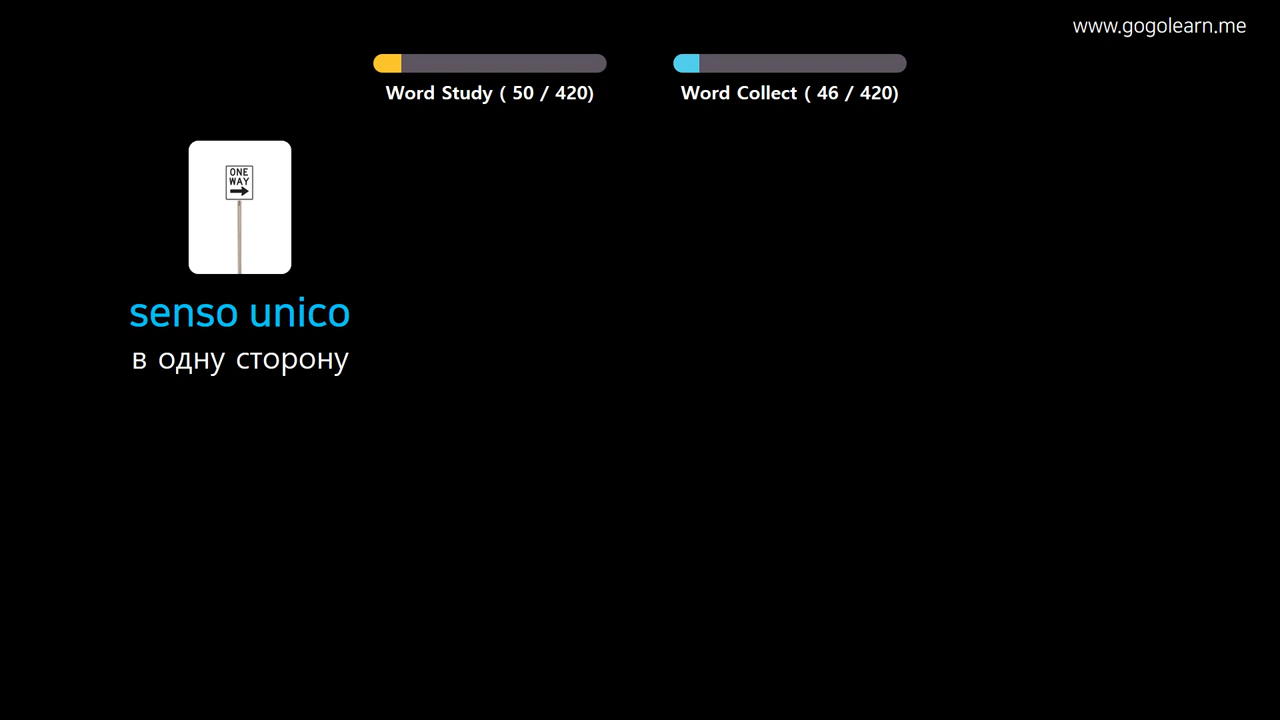 www.gogolearn.me
Word Study ( 50 / 420)
Word Collect ( 46 / 420)
ONE
WAY
senso unico
в одну сторону